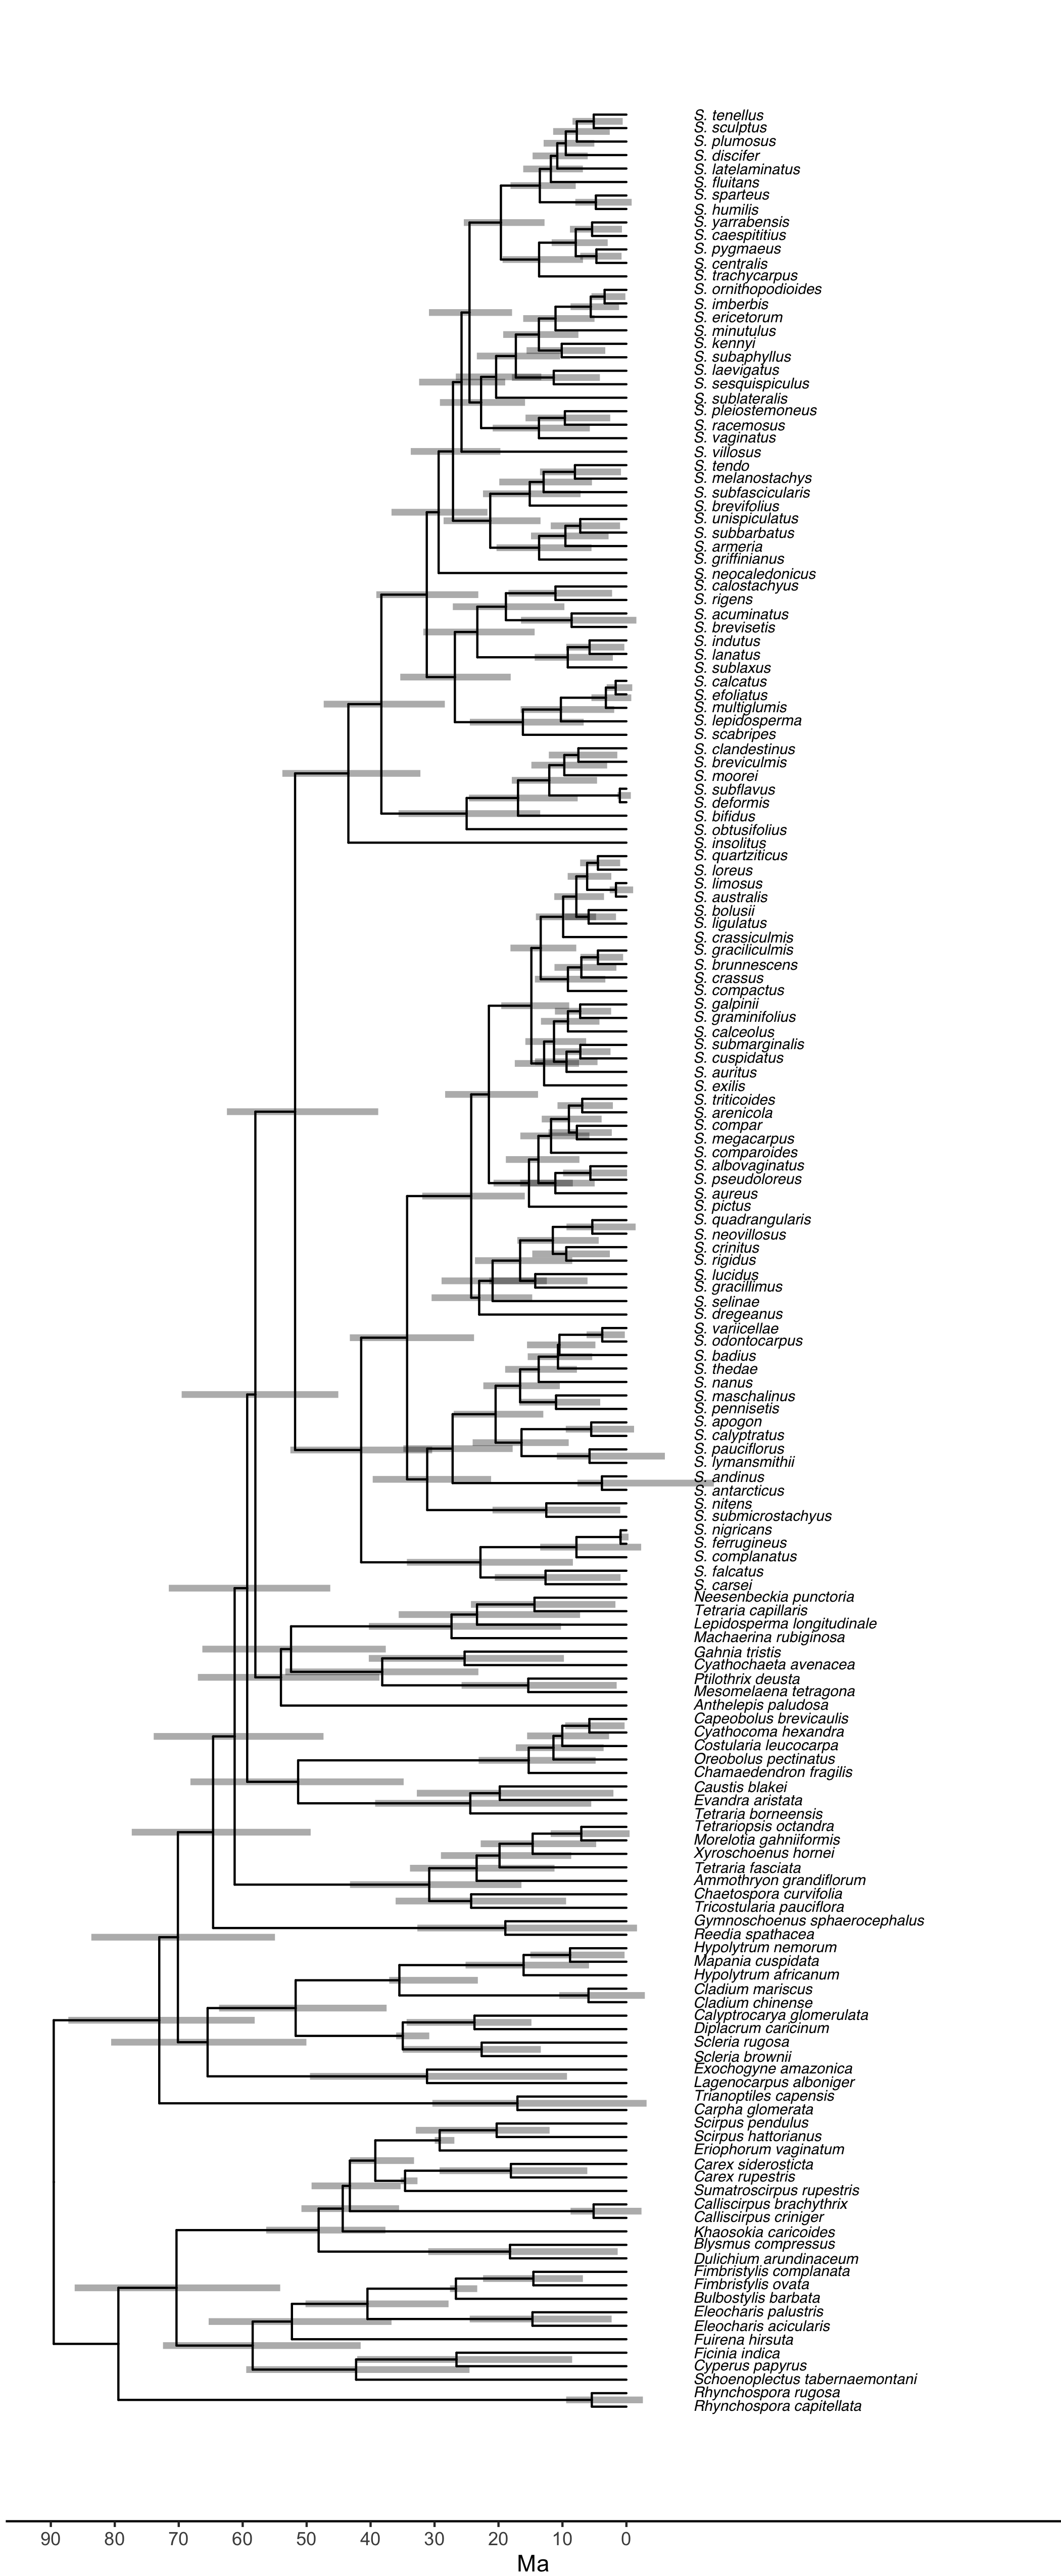 S. tenellus
S. sculptus
S. plumosus
S. discifer
S. latelaminatus
S. fluitans
S. sparteus
S. humilis
S. yarrabensis
S. caespititius
S. pygmaeus
S. centralis
S. trachycarpus
S. ornithopodioides
S. imberbis
S. ericetorum
S. minutulus
S. kennyi
S. subaphyllus
S. laevigatus
S. sesquispiculus
S. sublateralis
S. pleiostemoneus
S. racemosus
S. vaginatus
S. villosus
S. tendo
S. melanostachys
S. subfascicularis
S. brevifolius
S. unispiculatus
S. subbarbatus
S. armeria
S. griffinianus
S. neocaledonicus
S. calostachyus
S. rigens
S. acuminatus
S. brevisetis
S. indutus
S. lanatus
S. sublaxus
S. calcatus
S. efoliatus
S. multiglumis
S. lepidosperma
S. scabripes
S. clandestinus
S. breviculmis
S. moorei
S. subflavus
S. deformis
S. bifidus
S. obtusifolius
S. insolitus
S. quartziticus
S. loreus
S. limosus
S. australis
S. bolusii
S. ligulatus
S. crassiculmis
S. graciliculmis
S. brunnescens
S. crassus
S. compactus
S. galpinii
S. graminifolius
S. calceolus
S. submarginalis
S. cuspidatus
S. auritus
S. exilis
S. triticoides
S. arenicola
S. compar
S. megacarpus
S. comparoides
S. albovaginatus
S. pseudoloreus
S. aureus
S. pictus
S. quadrangularis
S. neovillosus
S. crinitus
S. rigidus
S. lucidus
S. gracillimus
S. selinae
S. dregeanus
S. variicellae
S. odontocarpus
S. badius
S. thedae
S. nanus
S. maschalinus
S. pennisetis
S. apogon
S. calyptratus
S. pauciflorus
S. lymansmithii
S. andinus
S. antarcticus
S. nitens
S. submicrostachyus
S. nigricans
S. ferrugineus
S. complanatus
S. falcatus
S. carsei
Neesenbeckia punctoria
Tetraria capillaris
Lepidosperma longitudinale
Machaerina rubiginosa
Gahnia tristis
Cyathochaeta avenacea
Ptilothrix deusta
Mesomelaena tetragona
Anthelepis paludosa
Capeobolus brevicaulis
Cyathocoma hexandra
Costularia leucocarpa
Oreobolus pectinatus
Chamaedendron fragilis
Caustis blakei
Evandra aristata
Tetraria borneensis
Tetrariopsis octandra
Morelotia gahniiformis
Xyroschoenus hornei
Tetraria fasciata
Ammothryon grandiflorum
Chaetospora curvifolia
Tricostularia pauciflora
Gymnoschoenus sphaerocephalus
Reedia spathacea
Hypolytrum nemorum
Mapania cuspidata
Hypolytrum africanum
Cladium mariscus
Cladium chinense
Calyptrocarya glomerulata
Diplacrum caricinum
Scleria rugosa
Scleria brownii
Exochogyne amazonica
Lagenocarpus alboniger
Trianoptiles capensis
Carpha glomerata
Scirpus pendulus
Scirpus hattorianus
Eriophorum vaginatum
Carex siderosticta
Carex rupestris
Sumatroscirpus rupestris
Calliscirpus brachythrix
Calliscirpus criniger
Khaosokia caricoides
Blysmus compressus
Dulichium arundinaceum
Fimbristylis complanata
Fimbristylis ovata
Bulbostylis barbata
Eleocharis palustris
Eleocharis acicularis
Fuirena hirsuta
Ficinia indica
Cyperus papyrus
Schoenoplectus tabernaemontani
Rhynchospora rugosa
Rhynchospora capitellata
90 80 70 60 50 40 30 20 10 0
Ma